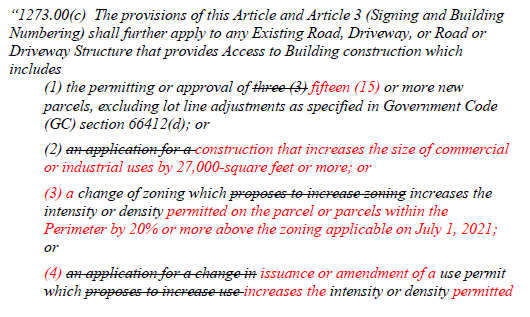 “1273.00(c)  The provisions of this Article and Article 3 (Signing and Building
Numbering) shall further apply to any Existing Road, Driveway, or Road or
Driveway Structure that provides Access to Building construction which
includes
(1) the permitting or approval of three (3) fifteen (15) or more new
parcels, excluding lot line adjustments as specified in Government Code
(GC) section 66412(d); or
(2) an application for a construction that increases the size of commercial
or industrial uses by 27,000-square feet or more; or
(3) a change of zoning which proposes to increase zoning increases the
intensity or density permitted on the parcel or parcels within the
Perimeter by 20% or more above the zoning applicable on July 1, 2021;
or
(4) an application for a change in issuance or amendment of a use permit
which proposes to increase use increases the intensity or density permitted